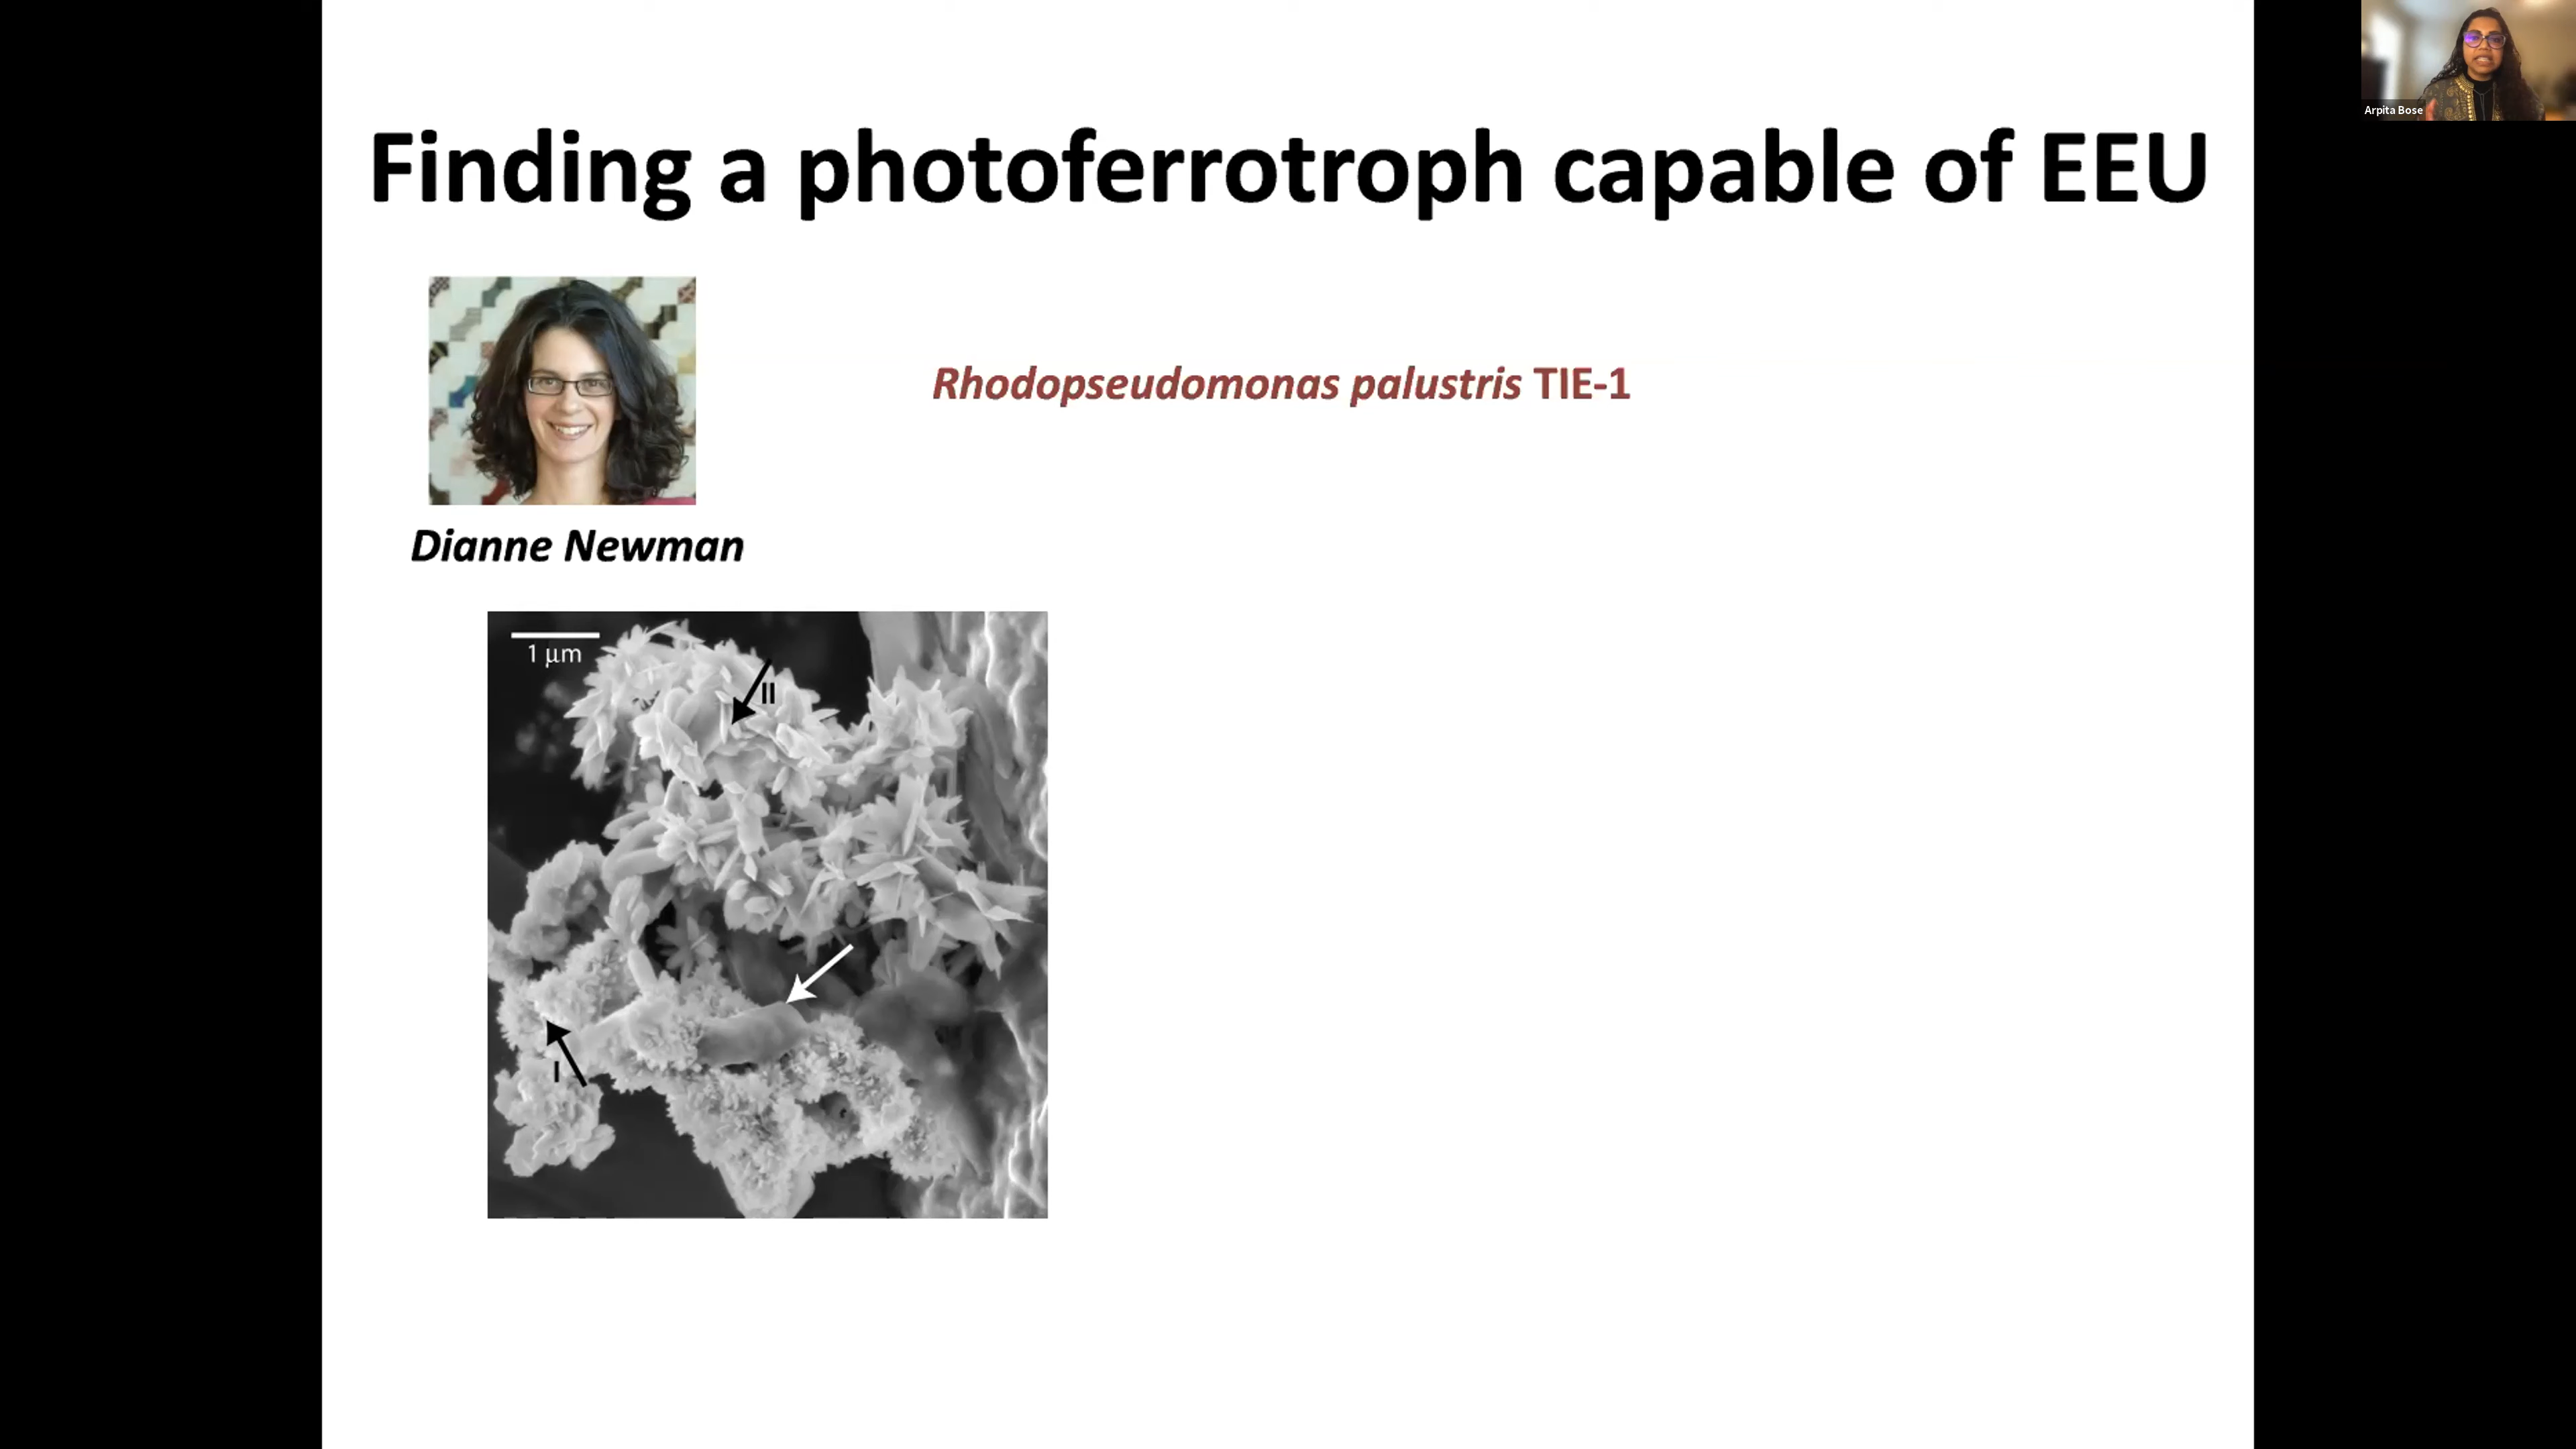 Arpita Bose
Finding a photoferrotroph capable of EEU
Rhodopseudomonas palustris TIE-1
Dianne Newman
1 μm
II
I